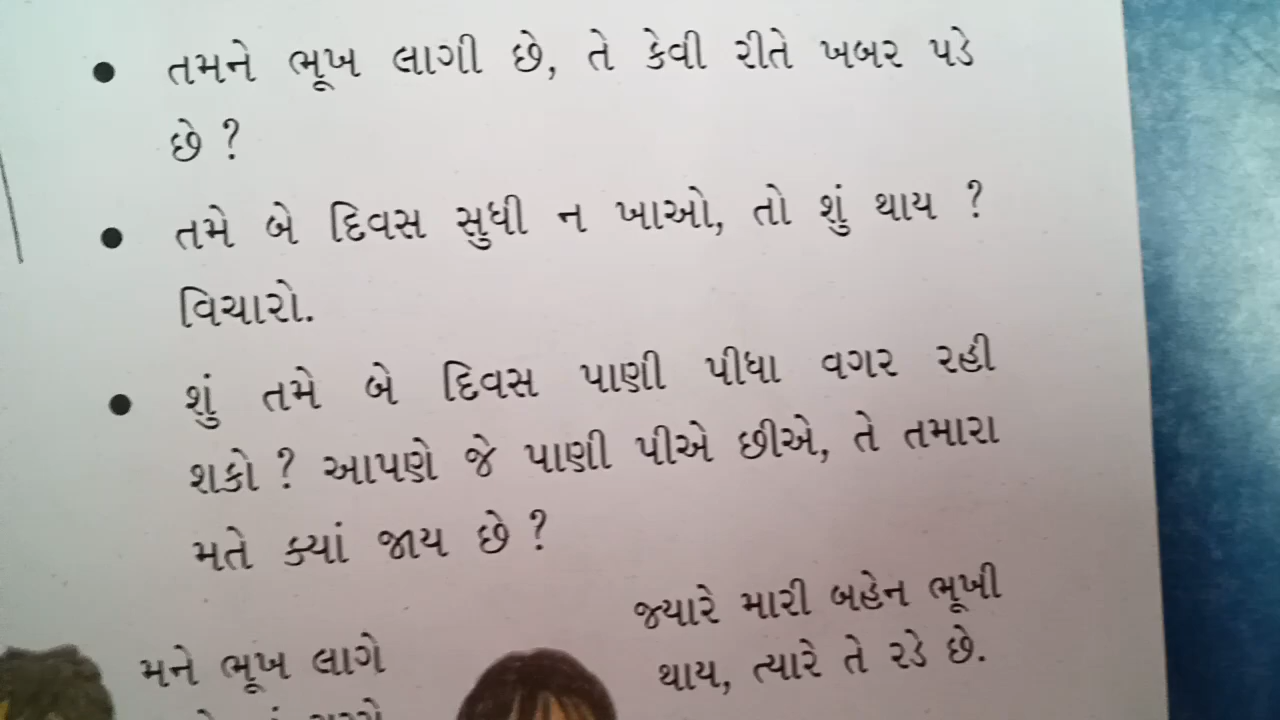 • તમને ભૂખ લાગી છે, તે કેવી રીતે ખબર પડે
છે ?
• તમે બે દિવસ સુધી ન ખાઓ, તો શું થાય ?
વિચારો.
• શું તમે બે દિવસ પાણી પીધા વગર રહી
શકો ? આપણે જે પાણી પીએ છીએ, તે તમારા
મતે ક્યાં જાય છે ?
જ્યારે મારી બહેન ભૂખી
થાય, ત્યારે તે રડે છે.
મને ભૂખ લાગે